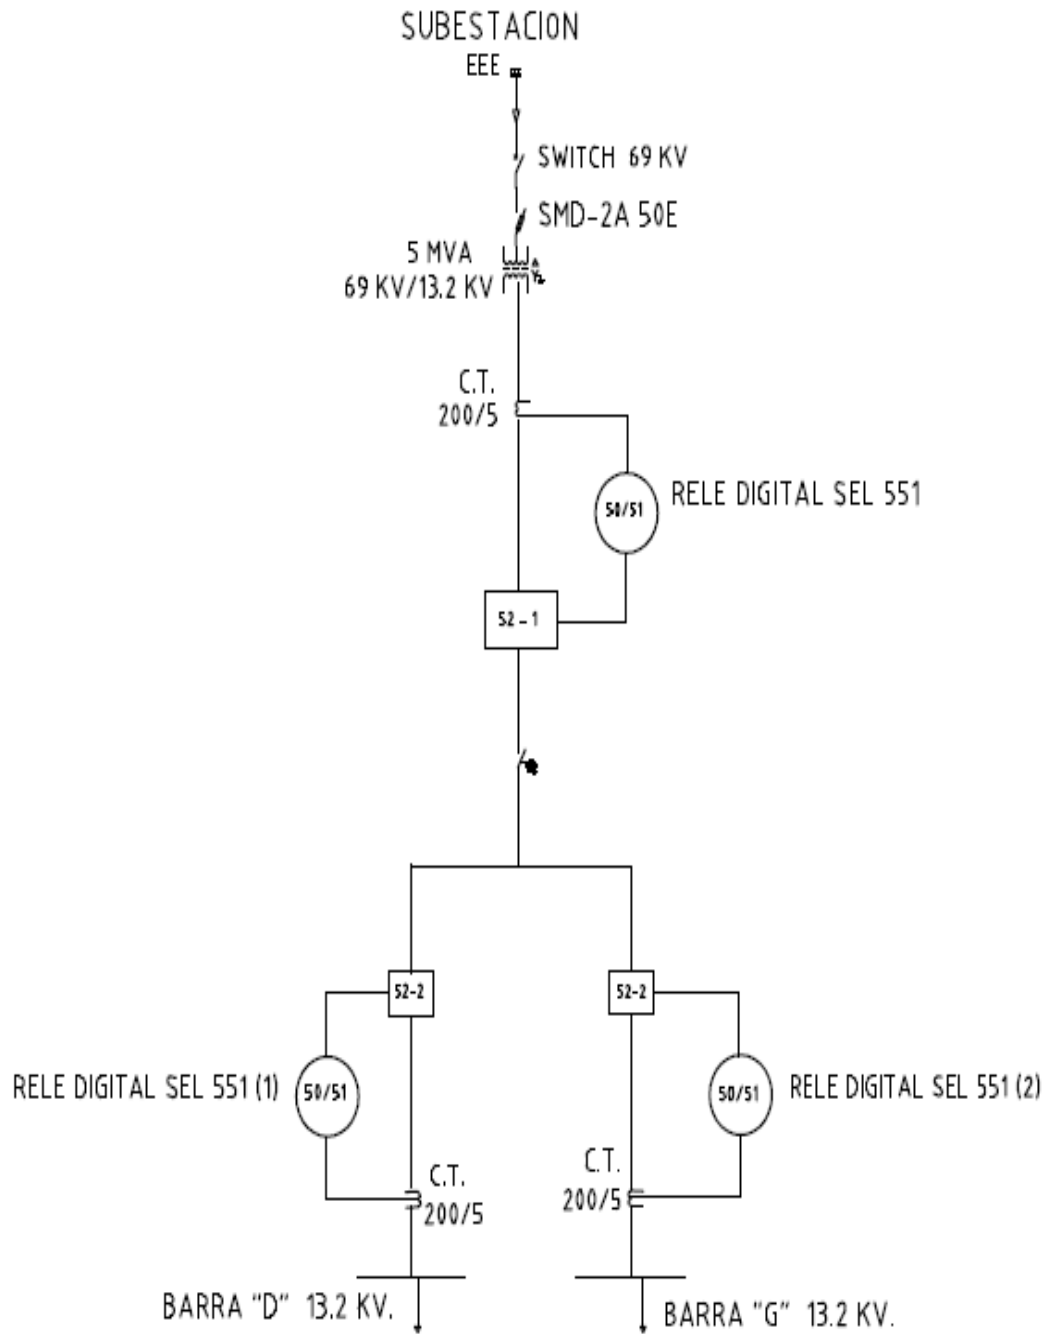 SUBESTACION
EEE
SWITCH 69 KV
SMD-2A 50E
5 MVA
69 KV/13.2 KV
C.T.
200/5
RELE DIGITAL SEL 551
50/51
52-1
52-2
52-2
RELE DIGITAL SEL 551 (1)
50/51
50/51
RELE DIGITAL SEL 551 (2)
C.T.
200/5
C.T.
200/5
BARRA "D" 13.2 KV.
BARRA "G" 13.2 KV.